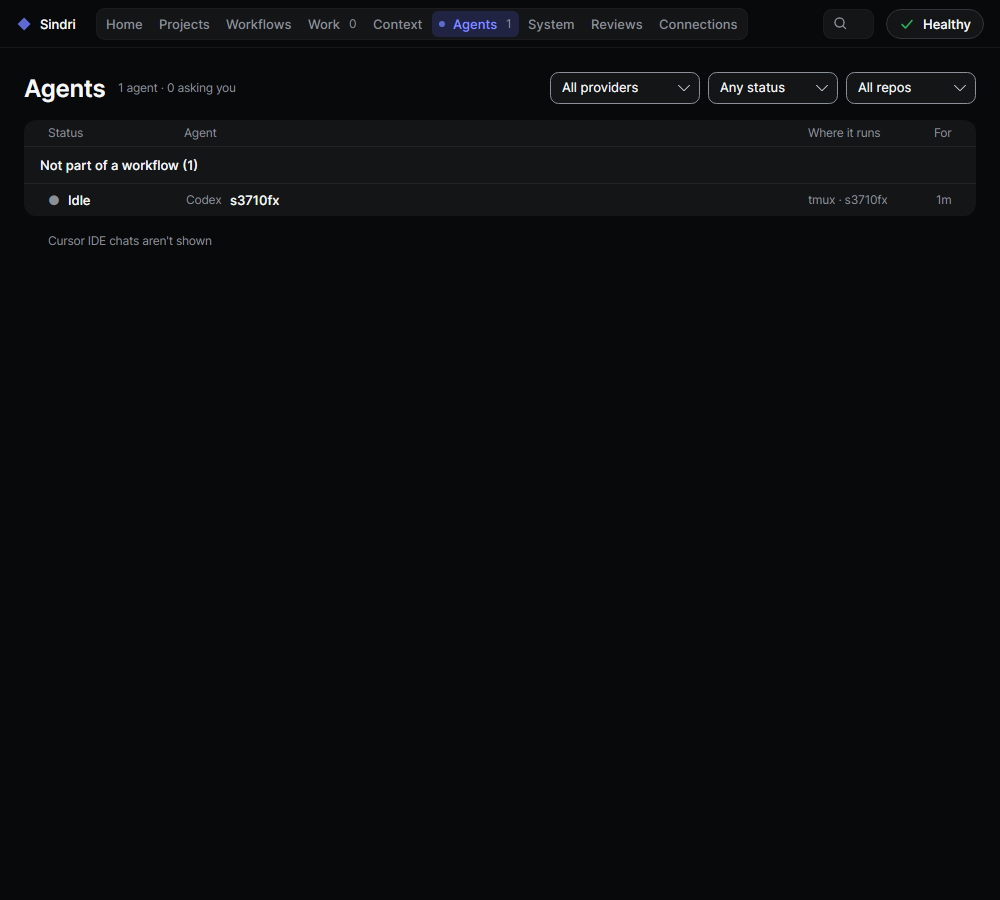 Sindri Home Projects Workflows Work 0 Context Agents 1 System Reviews Connections Healthy
Agents 1 agent · 0 asking you All providers Any status All repos
Status Agent Where it runs For
Not part of a workflow (1)
Idle Codex s3710fx tmux · s3710fx 1m
Cursor IDE chats aren't shown